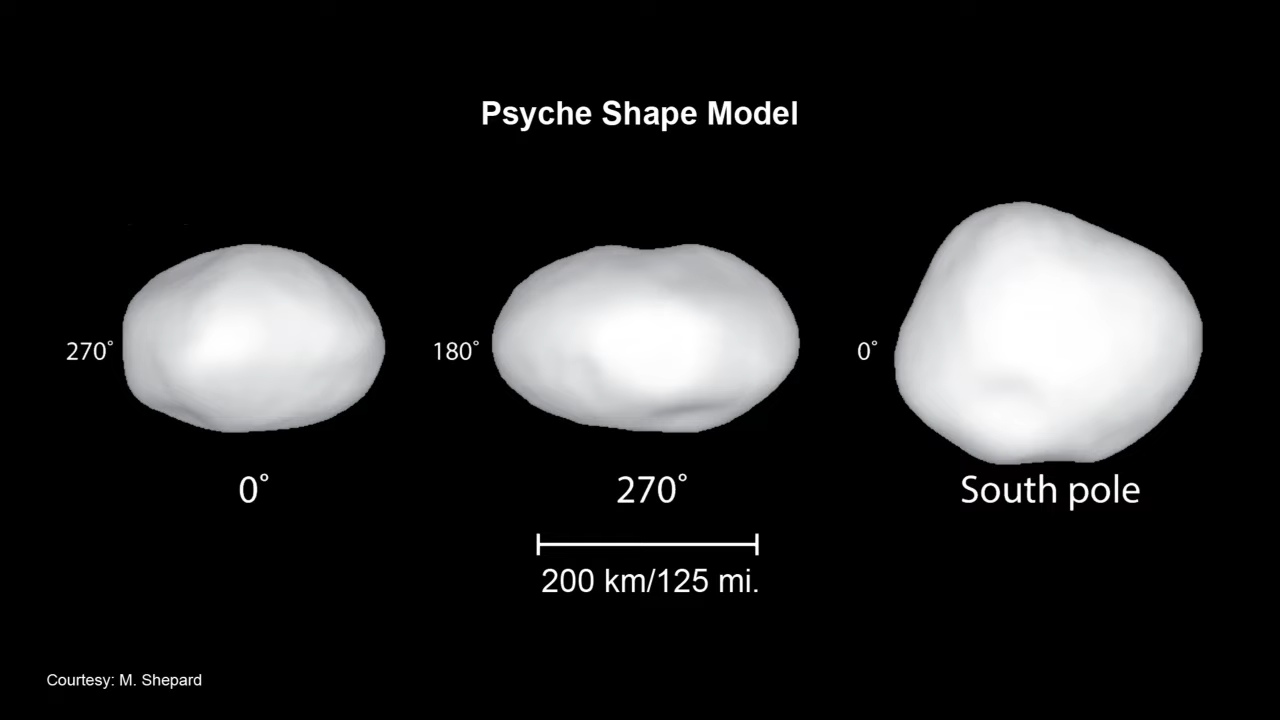 Psyche Shape Model
270°
180°
0°
0°
270°
South pole
200 km/125 mi.
Courtesy: M. Shepard